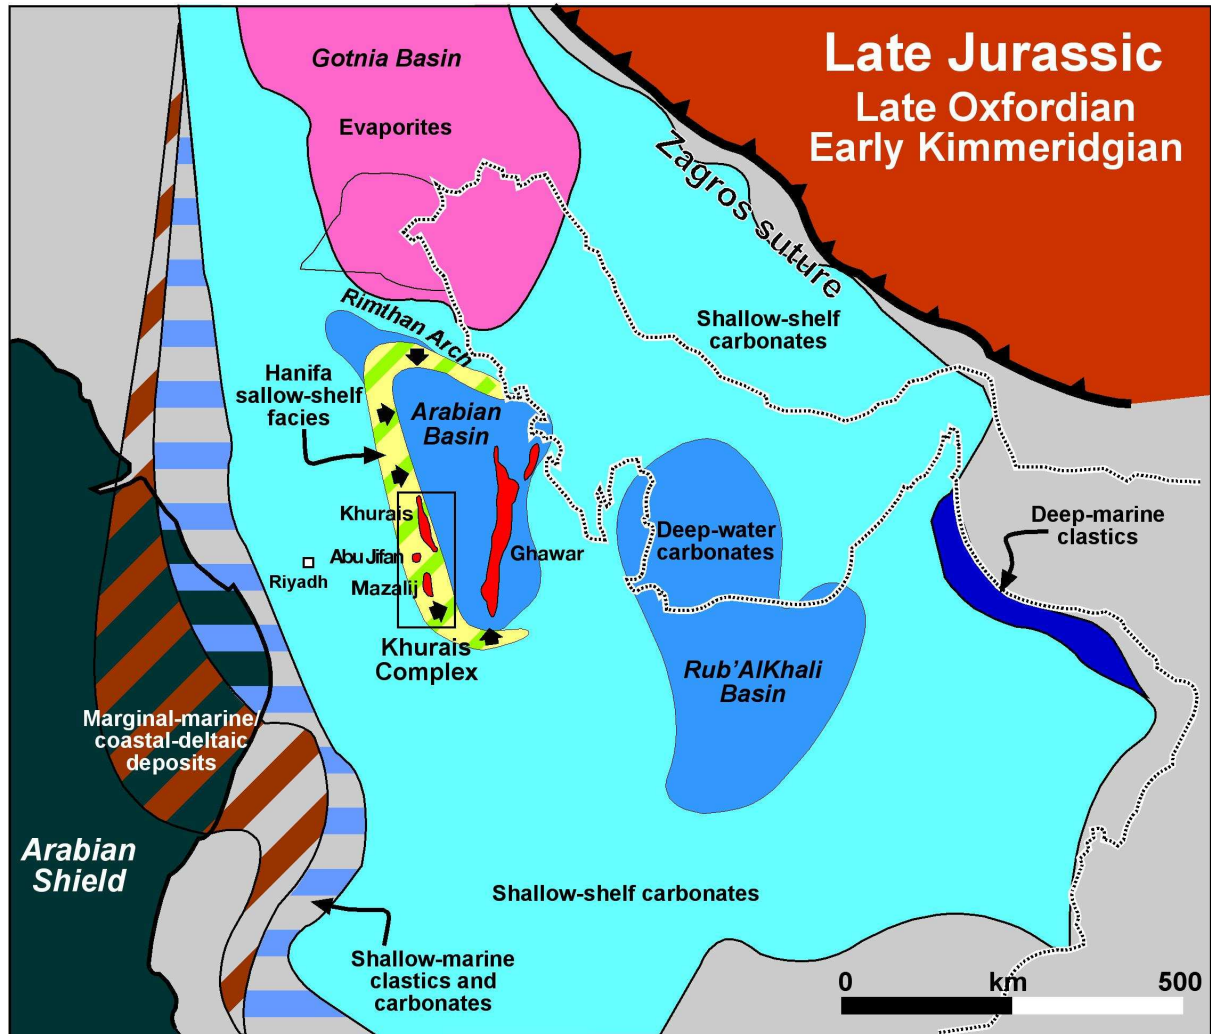 Late Jurassic
Late Oxfordian
Early Kimmeridgian
Gotnia Basin
Evaporites
Zagros suture
Shallow-shelf
carbonates
Rimthan Arch
Hanifa
sallow-shelf
facies
Arabian
Basin
Khurais
Abu Jifan
Mazalij
Riyadh
Ghawar
Khurais
Complex
Deep-water
carbonates
Deep-marine
clastics
Rub'AlKhali
Basin
Marginal-marine/
coastal-deltaic
deposits
Arabian
Shield
Shallow-shelf carbonates
Shallow-marine
clastics and
carbonates
0 km 500